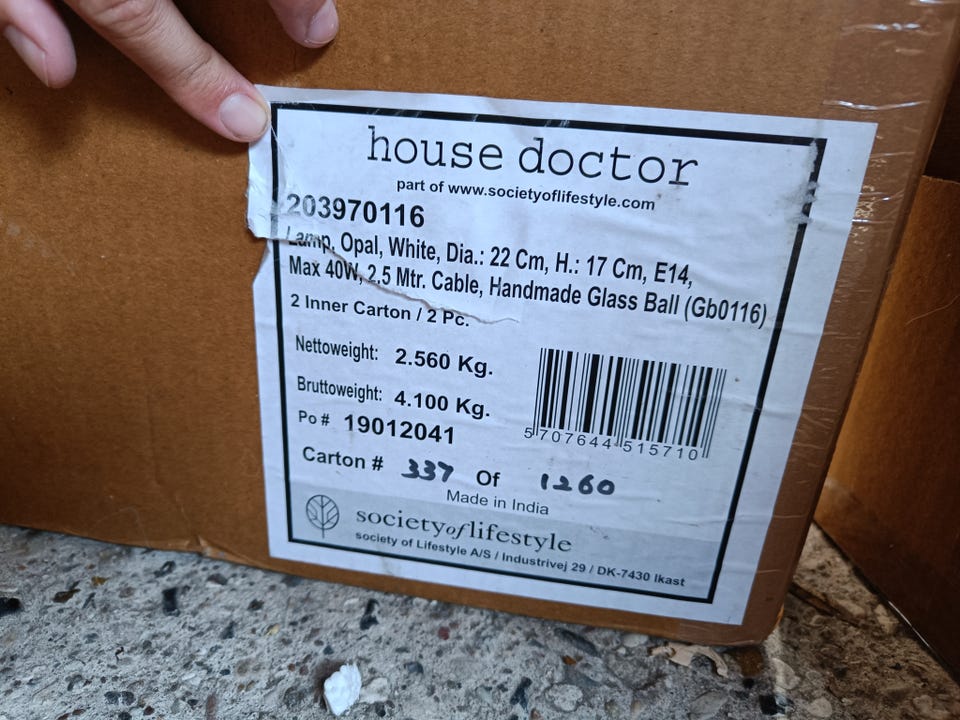 house doctor
part of www.societyoflifestyle.com
203970116
Lamp, Opal, White, Dia.: 22 Cm, H.: 17 Cm, E14,
Max 40W, 2.5 Mtr. Cable, Handmade Glass Ball (Gb0116)
2 Inner Carton / 2 Pc.
Nettoweight: 2.560 Kg.
Bruttoweight: 4.100 Kg.
Po # 19012041
5 707644 515710
Carton # 337 Of 1260
Made in India
societyoflifestyle
society of Lifestyle A/S / Industrivej 29 / DK-7430 Ikast